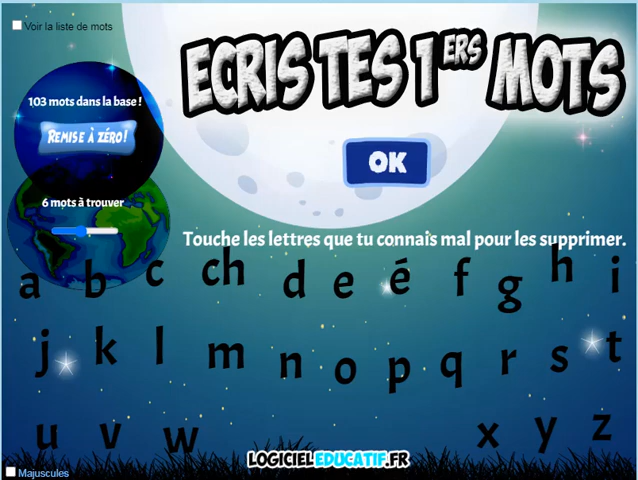 Voir la liste de mots
ECRIS TES 1ERS MOTS
103 mots dans la base !
REMISE À ZÉRO!
OK
6 mots à trouver
Touche les lettres que tu connais mal pour les supprimer.
a b c ch d e é f g h i
j k l m n o p q r s t
u v w x y z
LOGICIELEDUCATIF.FR
Majuscules